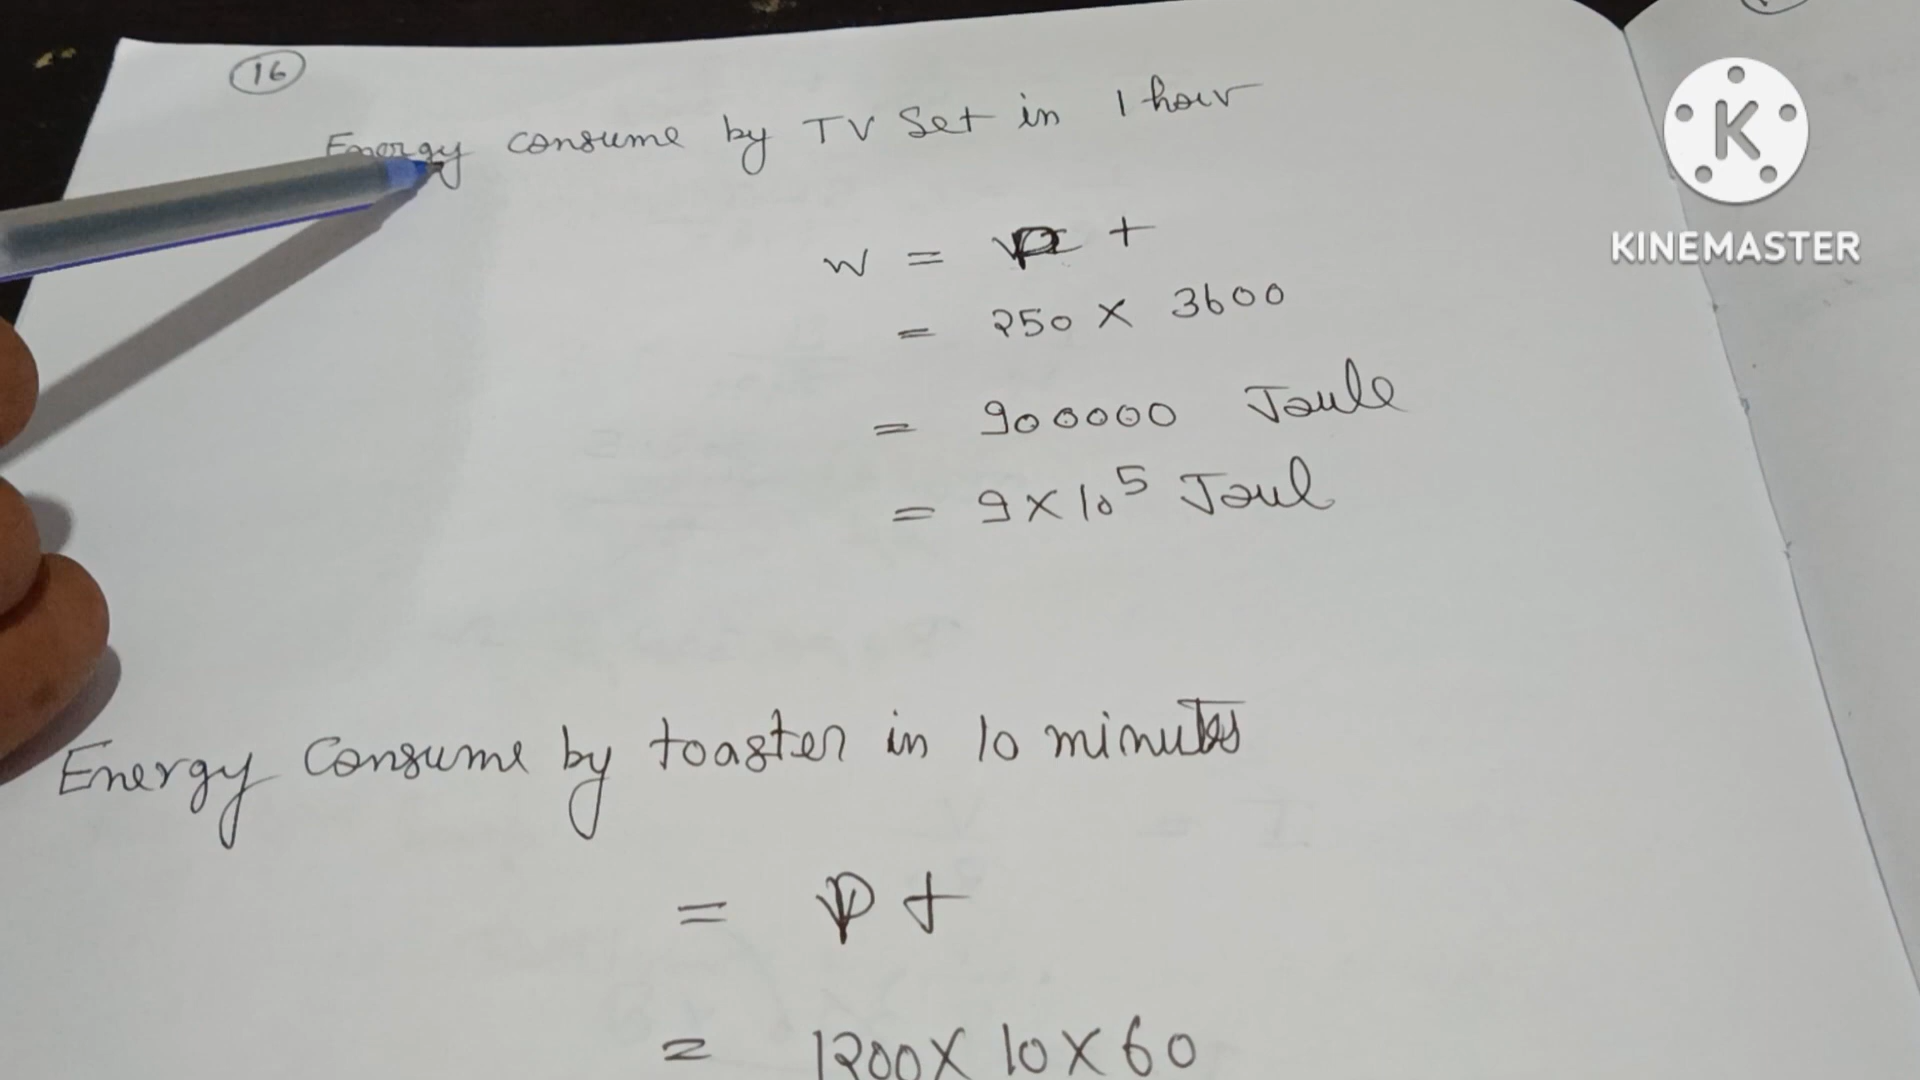 16
Energy consume by TV Set in 1 hour
W = P t
= 250 X 3600
= 900000 Joule
= 9 X 10⁵ Joul
Energy Consume by toaster in 10 minutes
= P t
= 1200 X 10 X 60
K
KINEMASTER